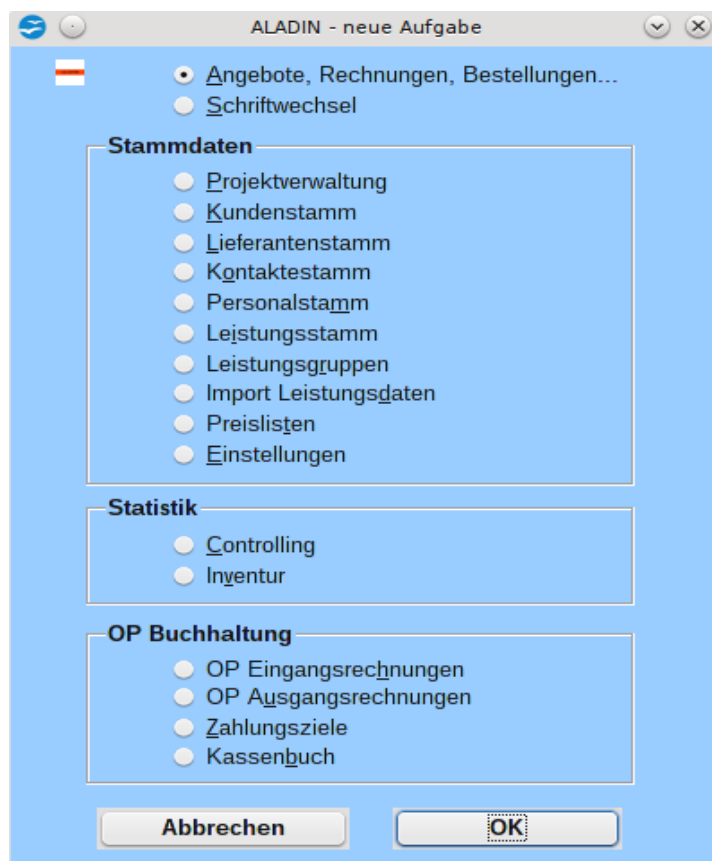 ALADIN - neue Aufgabe
Angebote, Rechnungen, Bestellungen...
Schriftwechsel
Stammdaten
Projektverwaltung
Kundenstamm
Lieferantenstamm
Kontaktestamm
Personalstamm
Leistungsstamm
Leistungsgruppen
Import Leistungsdaten
Preislisten
Einstellungen
Statistik
Controlling
Inventur
OP Buchhaltung
OP Eingangsrechnungen
OP Ausgangsrechnungen
Zahlungsziele
Kassenbuch
Abbrechen OK